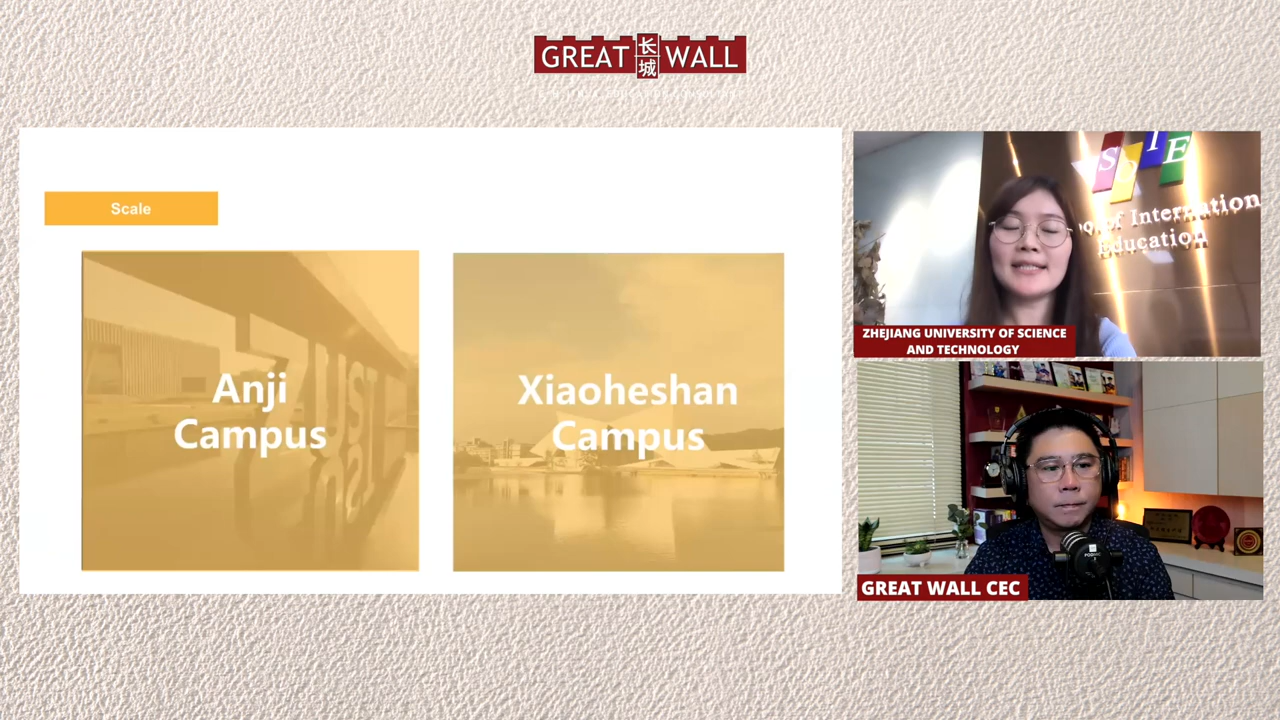 GREAT 长城 WALL
Scale
Anji
Campus
Xiaoheshan
Campus
ZUST
S I E
of International
Education
ZHEJIANG UNIVERSITY OF SCIENCE
AND TECHNOLOGY
GREAT WALL CEC